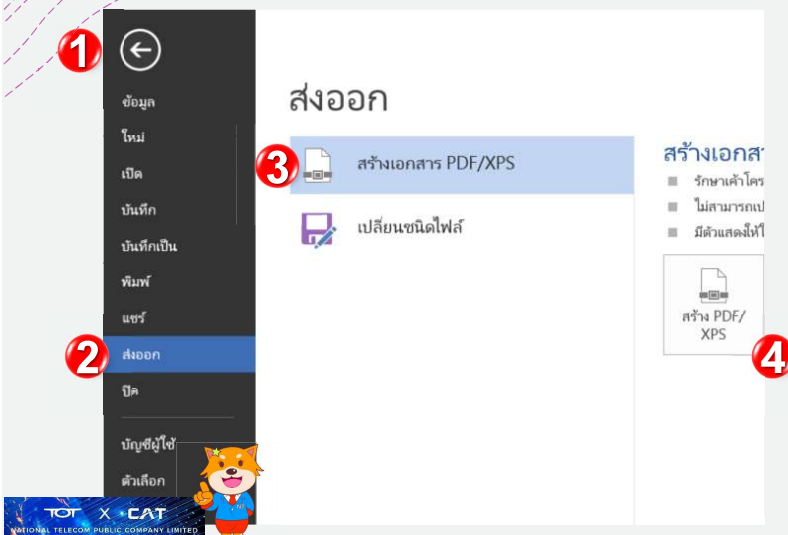 1
ข้อมูล
ใหม่
เปิด
บันทึก
บันทึกเป็น
พิมพ์
แชร์
2
ส่งออก
ปิด
บัญชีผู้ใช้
ตัวเลือก
ส่งออก
3
สร้างเอกสาร PDF/XPS
เปลี่ยนชนิดไฟล์
สร้างเอกสา
รักษาเค้าโคร
ไม่สามารถเป
มีตัวแสดงให้ใ
สร้าง PDF/
XPS
4
TOT X CAT
NATIONAL TELECOM PUBLIC COMPANY LIMITED